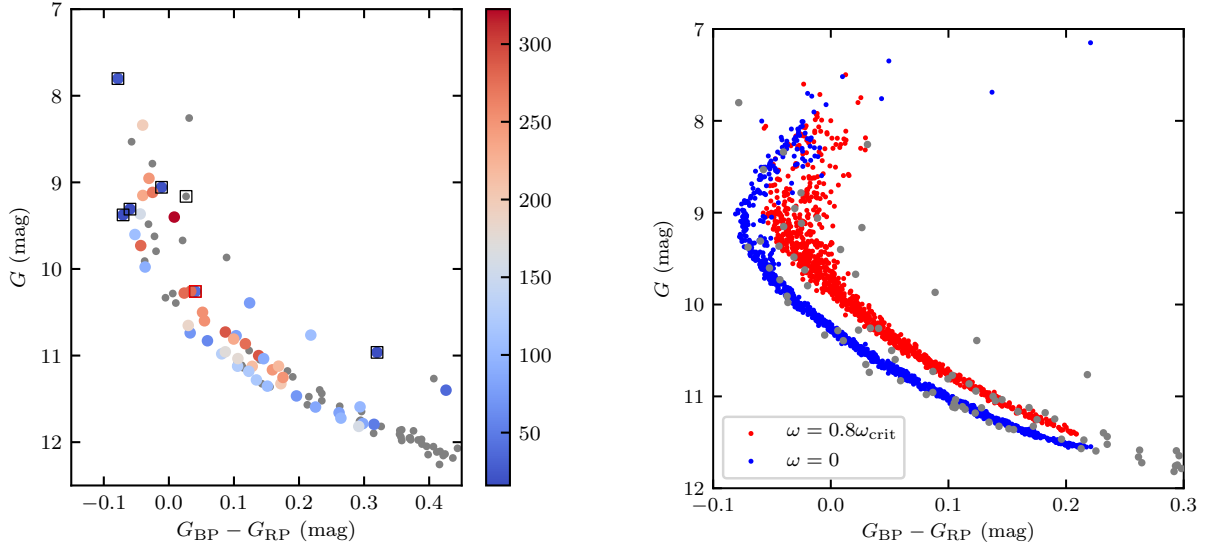 7
8
9
10
11
12
G (mag)
−0.1 0.0 0.1 0.2 0.3 0.4
G_BP − G_RP (mag)
300
250
200
150
100
50
7
8
9
10
11
12
G (mag)
ω = 0.8ω_crit
ω = 0
−0.1 0.0 0.1 0.2 0.3
G_BP − G_RP (mag)